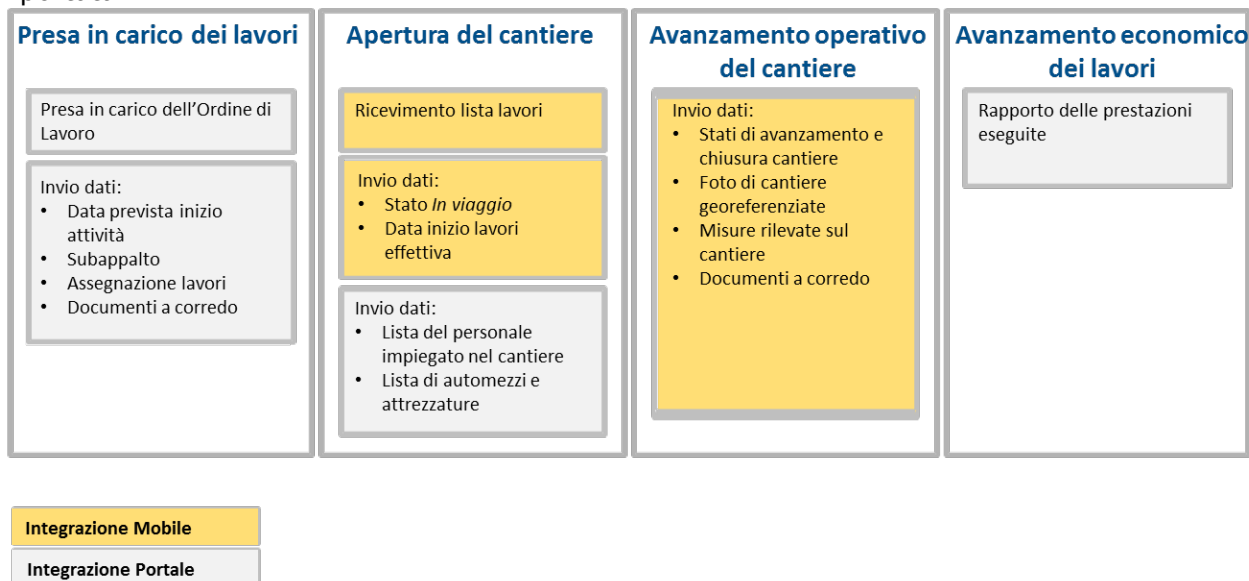 Presa in carico dei lavori
Presa in carico dell'Ordine di
Lavoro
Invio dati:
• Data prevista inizio
attività
• Subappalto
• Assegnazione lavori
• Documenti a corredo
Apertura del cantiere
Ricevimento lista lavori
Invio dati:
• Stato In viaggio
• Data inizio lavori
effettiva
Invio dati:
• Lista del personale
impiegato nel cantiere
• Lista di automezzi e
attrezzature
Avanzamento operativo
del cantiere
Invio dati:
• Stati di avanzamento e
chiusura cantiere
• Foto di cantiere
georeferenziate
• Misure rilevate sul
cantiere
• Documenti a corredo
Avanzamento economico
dei lavori
Rapporto delle prestazioni
eseguite
Integrazione Mobile
Integrazione Portale